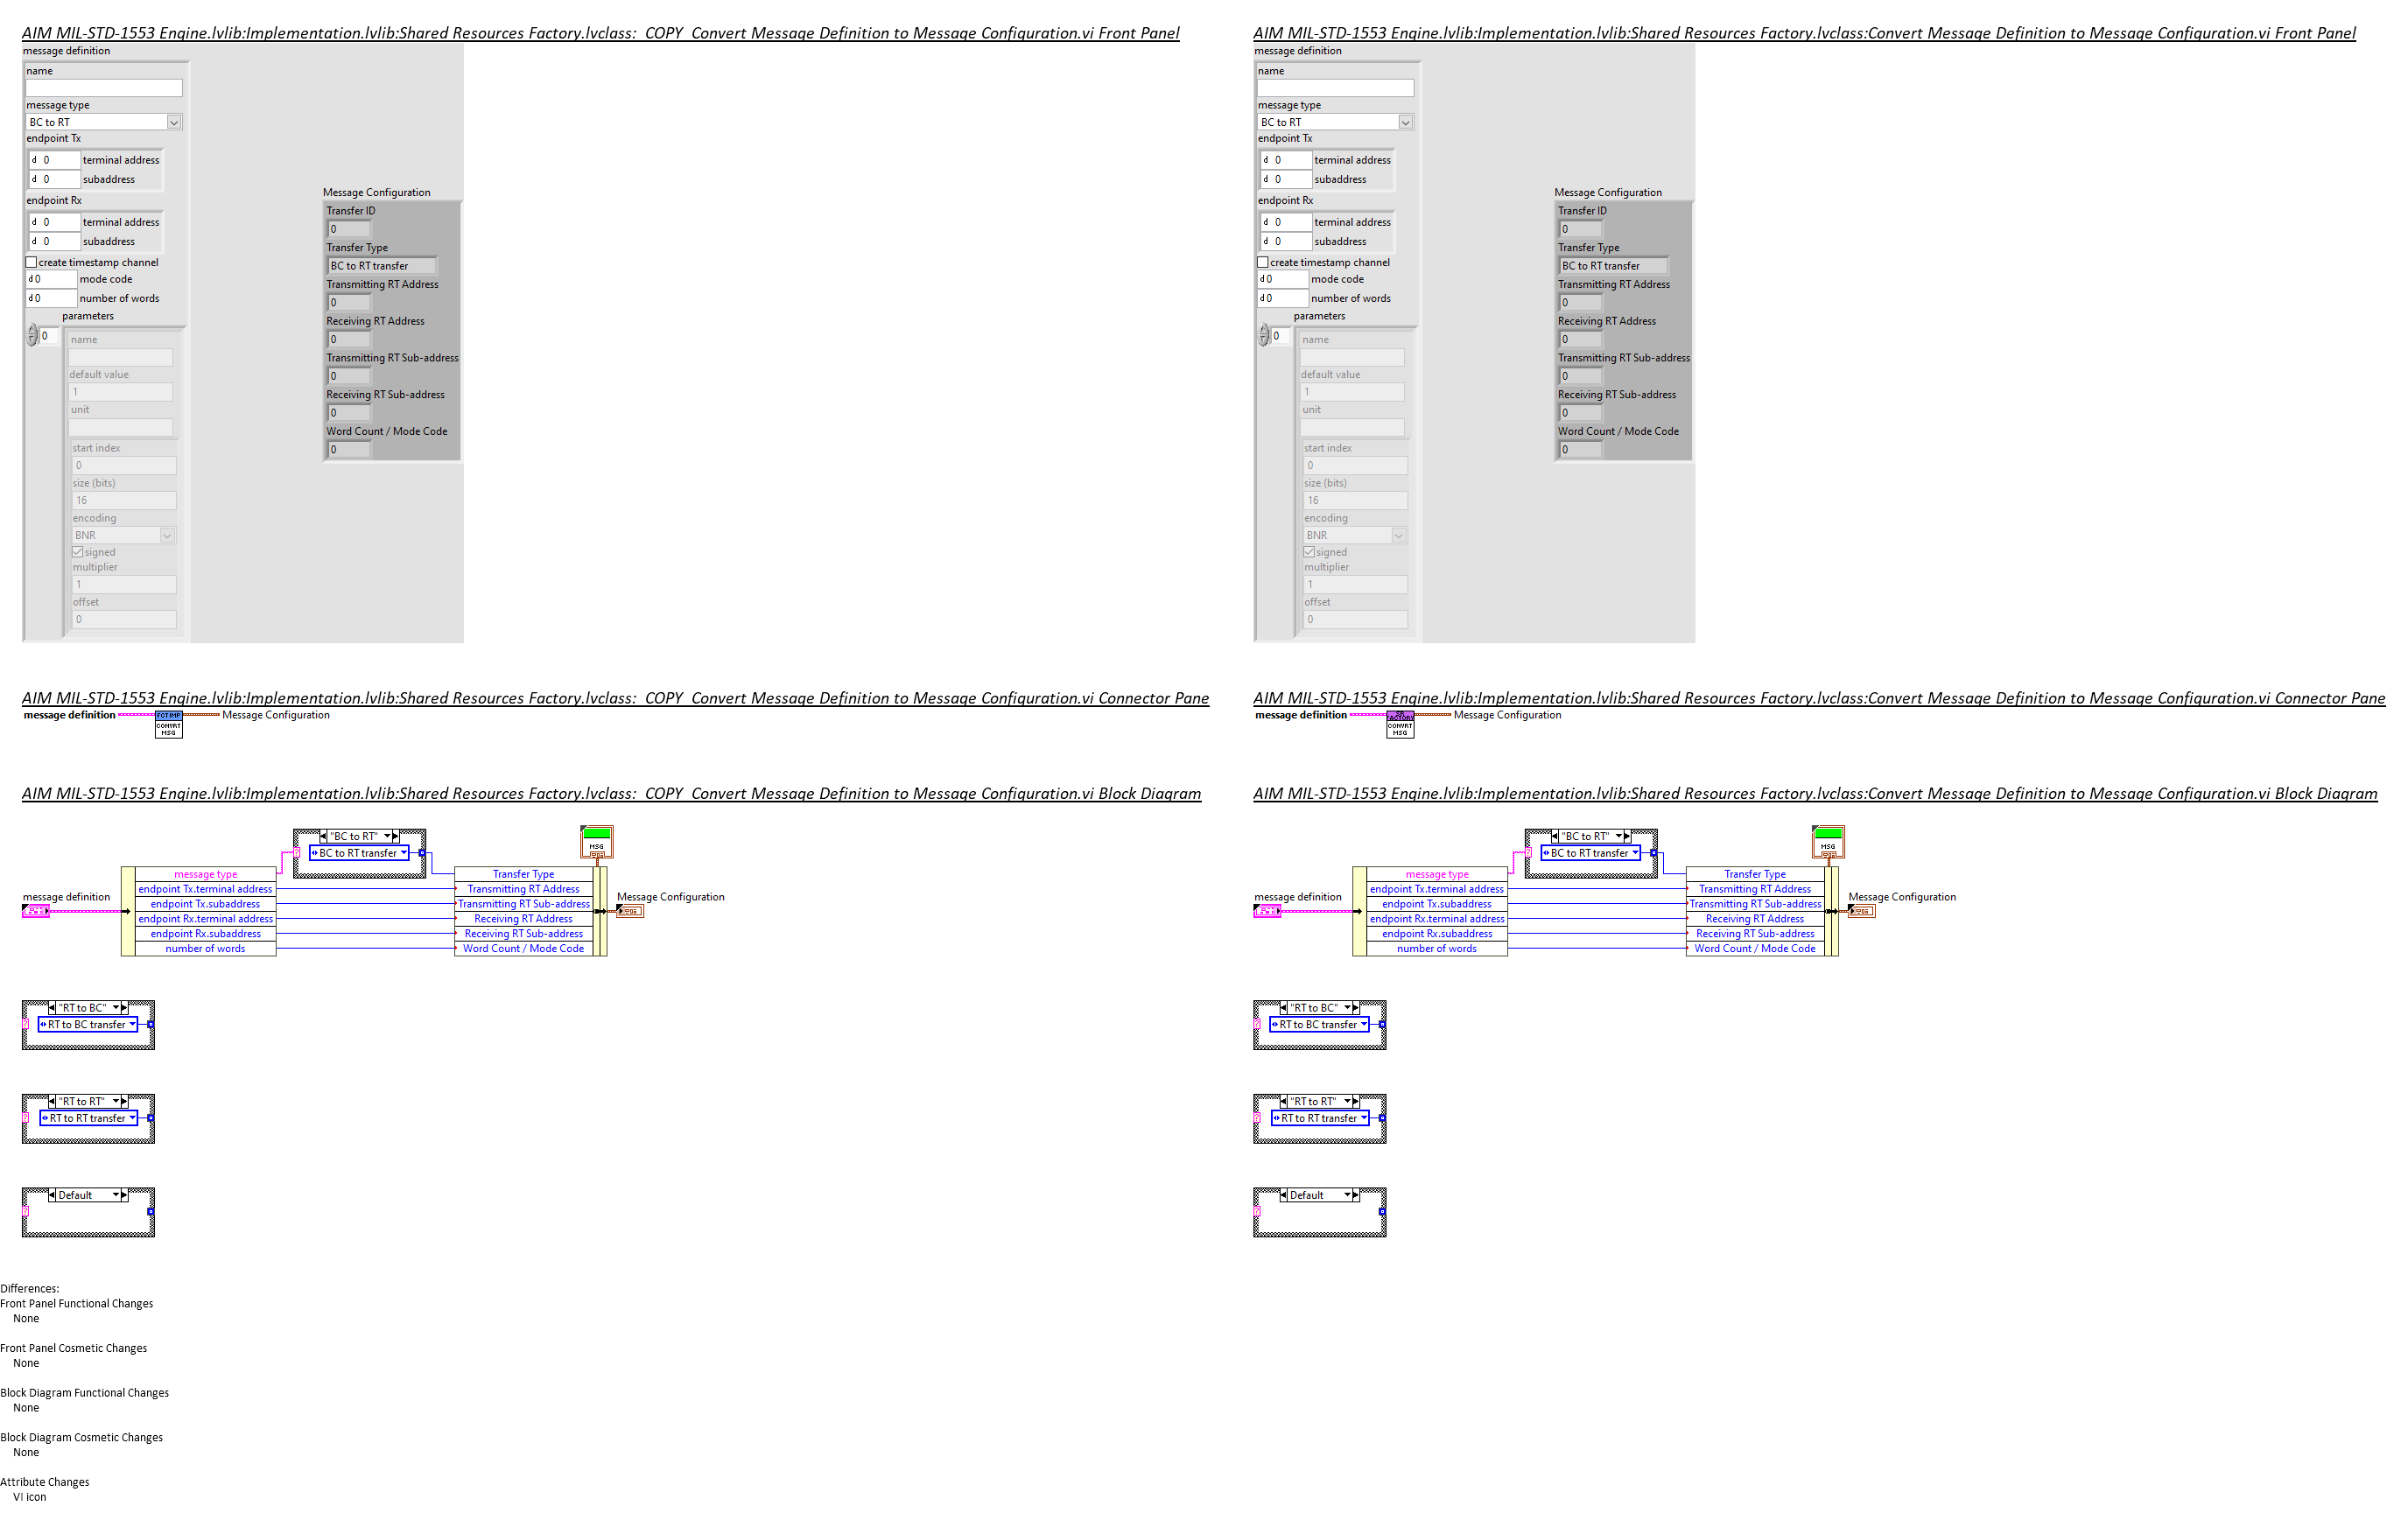 AIM MIL-STD-1553 Engine.lvlib:Implementation.lvlib:Shared Resources Factory.lvclass:_COPY_Convert Message Definition to Message Configuration.vi Front Panel
message definition
name
message type
BC to RT
endpoint Tx
d 0 terminal address
d 0 subaddress
endpoint Rx
d 0 terminal address
d 0 subaddress
create timestamp channel
d 0 mode code
d 0 number of words
parameters
0
name
default value
1
unit
start index
0
size (bits)
16
encoding
BNR
signed
multiplier
1
offset
0
Message Configuration
Transfer ID
0
Transfer Type
BC to RT transfer
Transmitting RT Address
0
Receiving RT Address
0
Transmitting RT Sub-address
0
Receiving RT Sub-address
0
Word Count / Mode Code
0
AIM MIL-STD-1553 Engine.lvlib:Implementation.lvlib:Shared Resources Factory.lvclass:Convert Message Definition to Message Configuration.vi Front Panel
message definition
name
message type
BC to RT
endpoint Tx
d 0 terminal address
d 0 subaddress
endpoint Rx
d 0 terminal address
d 0 subaddress
create timestamp channel
d 0 mode code
d 0 number of words
parameters
0
name
default value
1
unit
start index
0
size (bits)
16
encoding
BNR
signed
multiplier
1
offset
0
Message Configuration
Transfer ID
0
Transfer Type
BC to RT transfer
Transmitting RT Address
0
Receiving RT Address
0
Transmitting RT Sub-address
0
Receiving RT Sub-address
0
Word Count / Mode Code
0
AIM MIL-STD-1553 Engine.lvlib:Implementation.lvlib:Shared Resources Factory.lvclass:_COPY_Convert Message Definition to Message Configuration.vi Connector Pane
message definition
FCTIMP
CONVRT
MSG
Message Configuration
AIM MIL-STD-1553 Engine.lvlib:Implementation.lvlib:Shared Resources Factory.lvclass:Convert Message Definition to Message Configuration.vi Connector Pane
message definition
SR
FACTORY
CONVRT
MSG
Message Configuration
AIM MIL-STD-1553 Engine.lvlib:Implementation.lvlib:Shared Resources Factory.lvclass:_COPY_Convert Message Definition to Message Configuration.vi Block Diagram
"BC to RT"
BC to RT transfer
MSG
message definition
message type
endpoint Tx.terminal address
endpoint Tx.subaddress
endpoint Rx.terminal address
endpoint Rx.subaddress
number of words
Transfer Type
Transmitting RT Address
Transmitting RT Sub-address
Receiving RT Address
Receiving RT Sub-address
Word Count / Mode Code
Message Configuration
"RT to BC"
RT to BC transfer
"RT to RT"
RT to RT transfer
Default
AIM MIL-STD-1553 Engine.lvlib:Implementation.lvlib:Shared Resources Factory.lvclass:Convert Message Definition to Message Configuration.vi Block Diagram
"BC to RT"
BC to RT transfer
MSG
message definition
message type
endpoint Tx.terminal address
endpoint Tx.subaddress
endpoint Rx.terminal address
endpoint Rx.subaddress
number of words
Transfer Type
Transmitting RT Address
Transmitting RT Sub-address
Receiving RT Address
Receiving RT Sub-address
Word Count / Mode Code
Message Configuration
"RT to BC"
RT to BC transfer
"RT to RT"
RT to RT transfer
Default
Differences:
Front Panel Functional Changes
None
Front Panel Cosmetic Changes
None
Block Diagram Functional Changes
None
Block Diagram Cosmetic Changes
None
Attribute Changes
VI icon